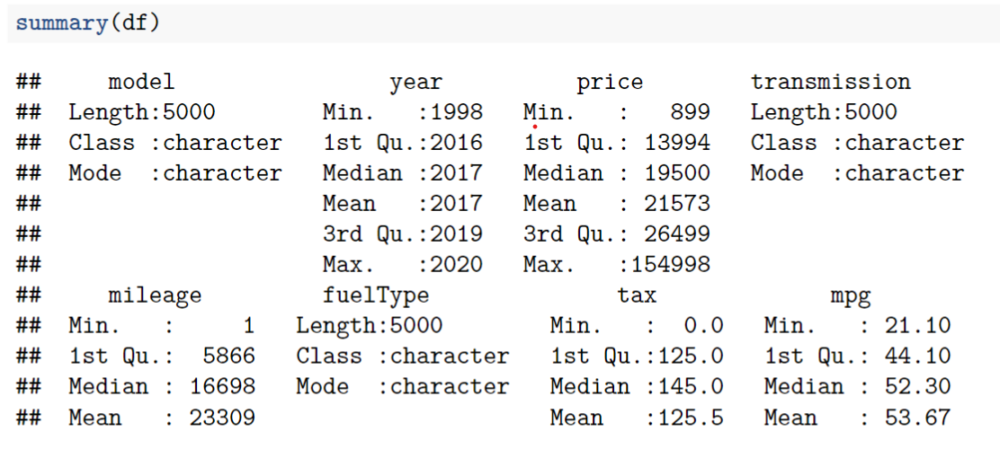 summary(df)
##     model                year          price       transmission
## Length:5000        Min.   :1998   Min.   :   899   Length:5000
## Class :character   1st Qu.:2016   1st Qu.: 13994   Class :character
## Mode  :character   Median :2017   Median : 19500   Mode  :character
##                    Mean   :2017   Mean   : 21573
##                    3rd Qu.:2019   3rd Qu.: 26499
##                    Max.   :2020   Max.   :154998
##    mileage         fuelType              tax             mpg
## Min.   :     1   Length:5000        Min.   :  0.0   Min.   : 21.10
## 1st Qu.:  5866   Class :character   1st Qu.:125.0   1st Qu.: 44.10
## Median : 16698   Mode  :character   Median :145.0   Median : 52.30
## Mean   : 23309                      Mean   :125.5   Mean   : 53.67